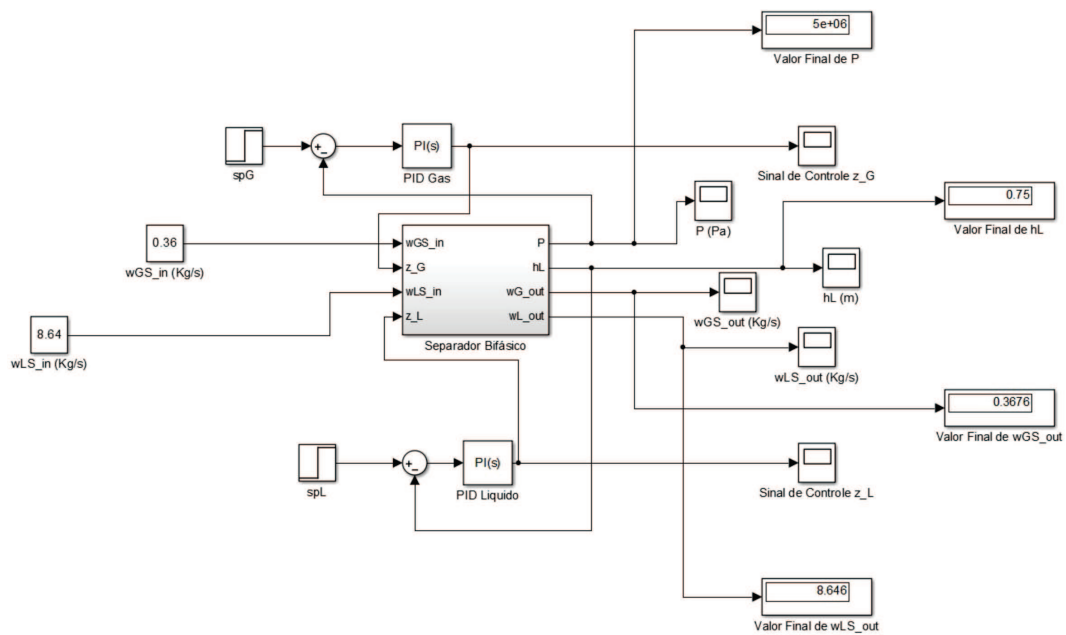 5e+06
Valor Final de P
+
−
PI(s)
spG
PID Gas
Sinal de Controle z_G
0.75
Valor Final de hL
P (Pa)
0.36
wGS_in (Kg/s)
wGS_in
z_G
wLS_in
z_L
P
hL
wG_out
wL_out
Separador Bifásico
hL (m)
wGS_out (Kg/s)
8.64
wLS_in (Kg/s)
wLS_out (Kg/s)
0.3676
Valor Final de wGS_out
+
−
PI(s)
spL
PID Liquido
Sinal de Controle z_L
8.646
Valor Final de wLS_out